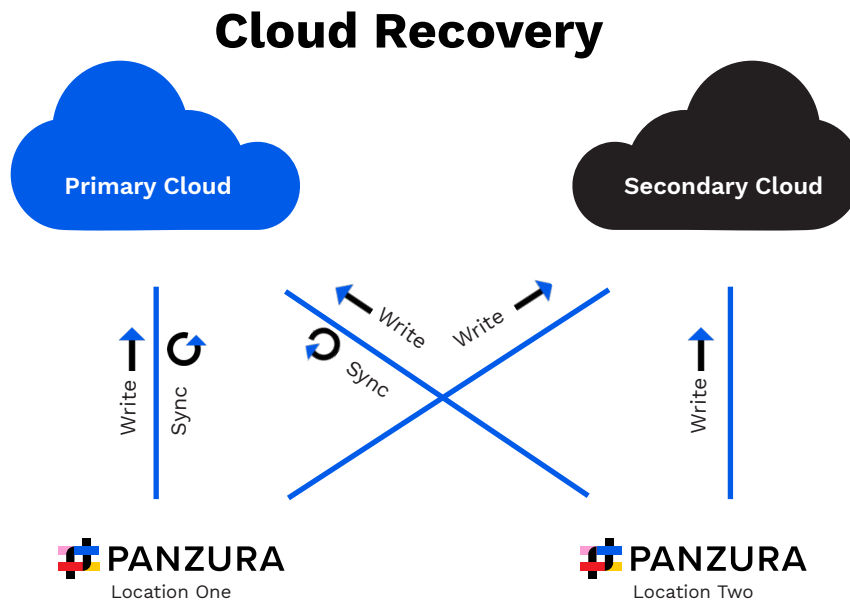 Cloud Recovery
Primary Cloud
Secondary Cloud
Write
Sync
Write
Sync
Write
Write
PANZURA
Location One
PANZURA
Location Two